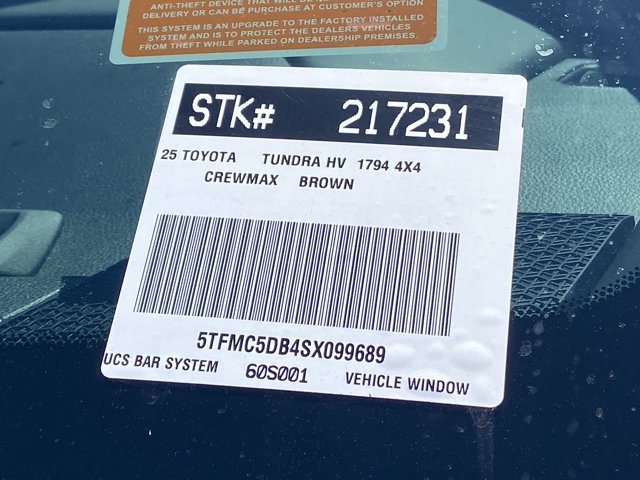 ANTI-THEFT DEVICE THAT WILL BE
DELIVERY OR CAN BE PURCHASE AT CUSTOMER'S OPTION
THIS SYSTEM IS AN UPGRADE TO THE FACTORY INSTALLED
SYSTEM AND IS TO PROTECT THE DEALERS VEHICLES
FROM THEFT WHILE PARKED ON DEALERSHIP PREMISES.
STK# 217231
25 TOYOTA TUNDRA HV 1794 4X4
CREWMAX BROWN
5TFMC5DB4SX099689
UCS BAR SYSTEM 60S001 VEHICLE WINDOW